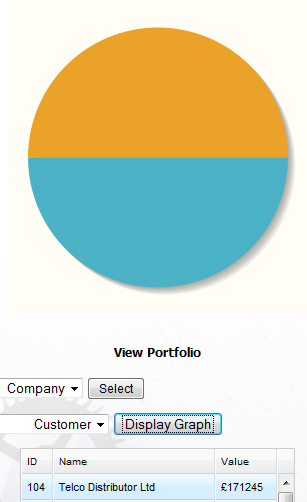 View Portfolio
Company Select
Customer Display Graph
ID Name Value
104 Telco Distributor Ltd £171245